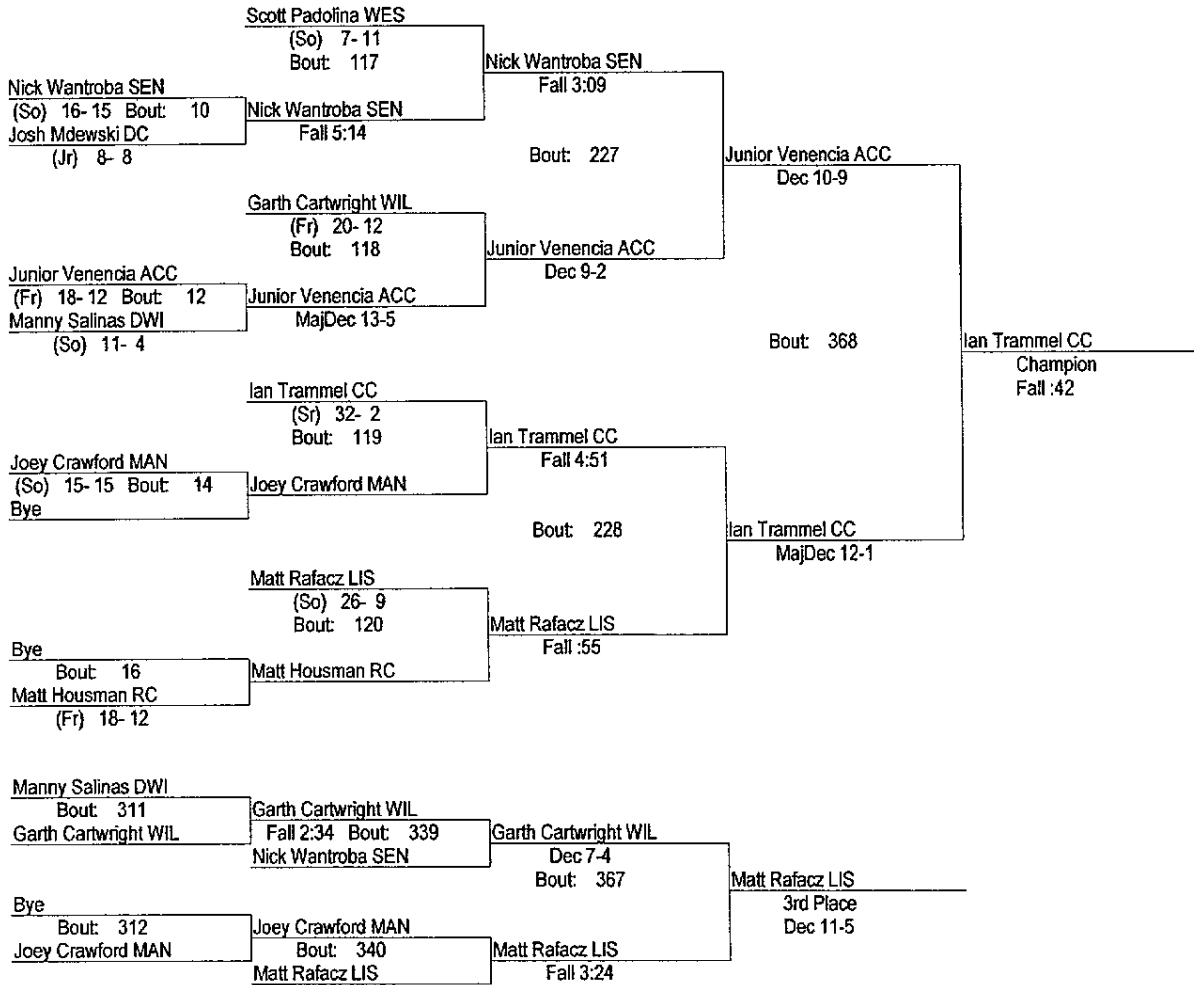 Scott Padolina WES
(So) 7- 11
Bout: 117
Nick Wantroba SEN
Fall 3:09
Nick Wantroba SEN
(So) 16- 15 Bout: 10
Josh Mdewski DC
(Jr) 8- 8
Nick Wantroba SEN
Fall 5:14
Bout: 227
Junior Venencia ACC
Dec 10-9
Garth Cartwright WIL
(Fr) 20- 12
Bout: 118
Junior Venencia ACC
Dec 9-2
Junior Venencia ACC
(Fr) 18- 12 Bout: 12
Manny Salinas DWI
(So) 11- 4
Junior Venencia ACC
MajDec 13-5
Bout: 368
Ian Trammel CC
Champion
Fall :42
Ian Trammel CC
(Sr) 32- 2
Bout: 119
Ian Trammel CC
Fall 4:51
Joey Crawford MAN
(So) 15- 15 Bout: 14
Bye
Joey Crawford MAN
Bout: 228
Ian Trammel CC
MajDec 12-1
Matt Rafacz LIS
(So) 26- 9
Bout: 120
Matt Rafacz LIS
Fall :55
Bye
Bout: 16
Matt Housman RC
(Fr) 18- 12
Matt Housman RC
Manny Salinas DWI
Bout: 311
Garth Cartwright WIL
Garth Cartwright WIL
Fall 2:34 Bout: 339
Nick Wantroba SEN
Garth Cartwright WIL
Dec 7-4
Bout: 367
Matt Rafacz LIS
3rd Place
Dec 11-5
Bye
Bout: 312
Joey Crawford MAN
Joey Crawford MAN
Bout: 340
Matt Rafacz LIS
Matt Rafacz LIS
Fall 3:24